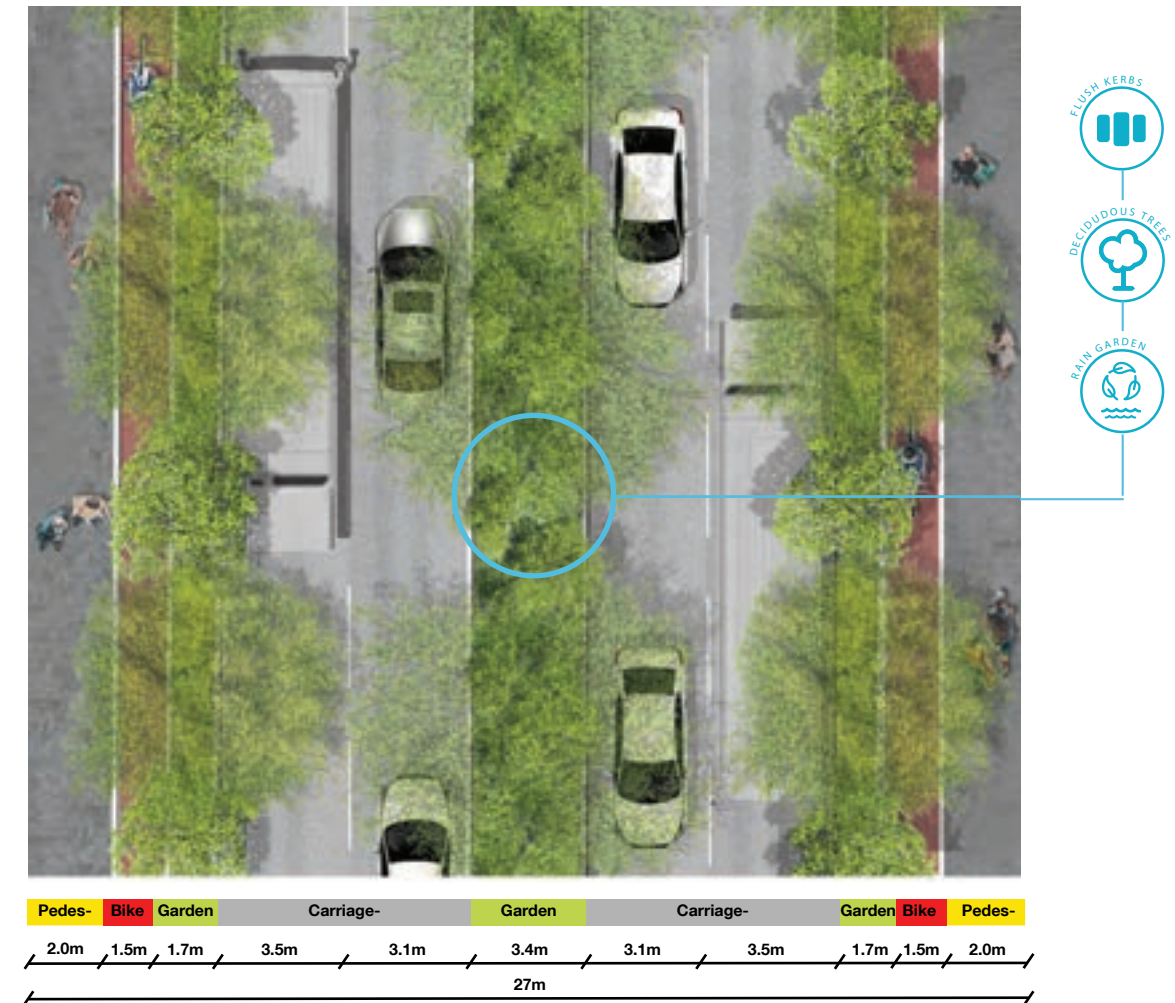 FLUSH KERBS
DECIDUDOUS TREES
RAIN GARDEN
Pedes- Bike Garden Carriage- Garden Carriage- Garden Bike Pedes-
2.0m 1.5m 1.7m 3.5m 3.1m 3.4m 3.1m 3.5m 1.7m 1.5m 2.0m
27m